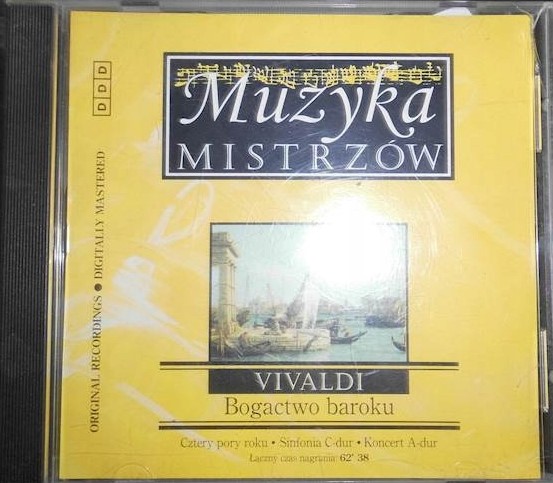 DDD
Muzyka
MISTRZÓW
ORIGINAL RECORDINGS ● DIGITALLY MASTERED
VIVALDI
Bogactwo baroku
Cztery pory roku • Sinfonia C-dur • Koncert A-dur
Łączny czas nagrania: 62' 38